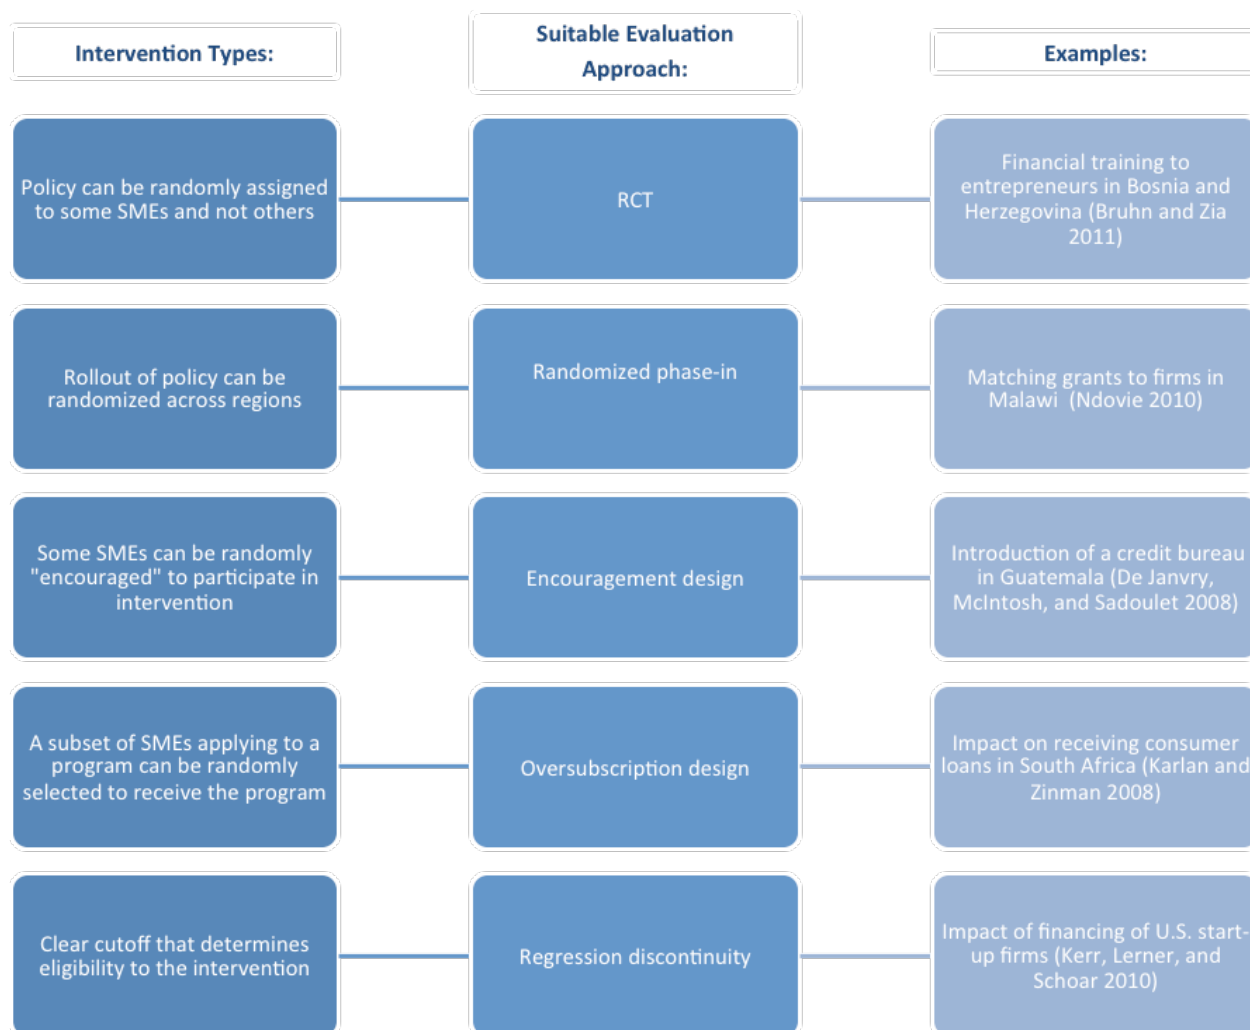 Intervention Types:
Suitable Evaluation
Approach:
Examples:
Policy can be randomly assigned
to some SMEs and not others
RCT
Financial training to
entrepreneurs in Bosnia and
Herzegovina (Bruhn and Zia
2011)
Rollout of policy can be
randomized across regions
Randomized phase-in
Matching grants to firms in
Malawi (Ndovie 2010)
Some SMEs can be randomly
"encouraged" to participate in
intervention
Encouragement design
Introduction of a credit bureau
in Guatemala (De Janvry,
McIntosh, and Sadoulet 2008)
A subset of SMEs applying to a
program can be randomly
selected to receive the program
Oversubscription design
Impact on receiving consumer
loans in South Africa (Karlan and
Zinman 2008)
Clear cutoff that determines
eligibility to the intervention
Regression discontinuity
Impact of financing of U.S. start-
up firms (Kerr, Lerner, and
Schoar 2010)